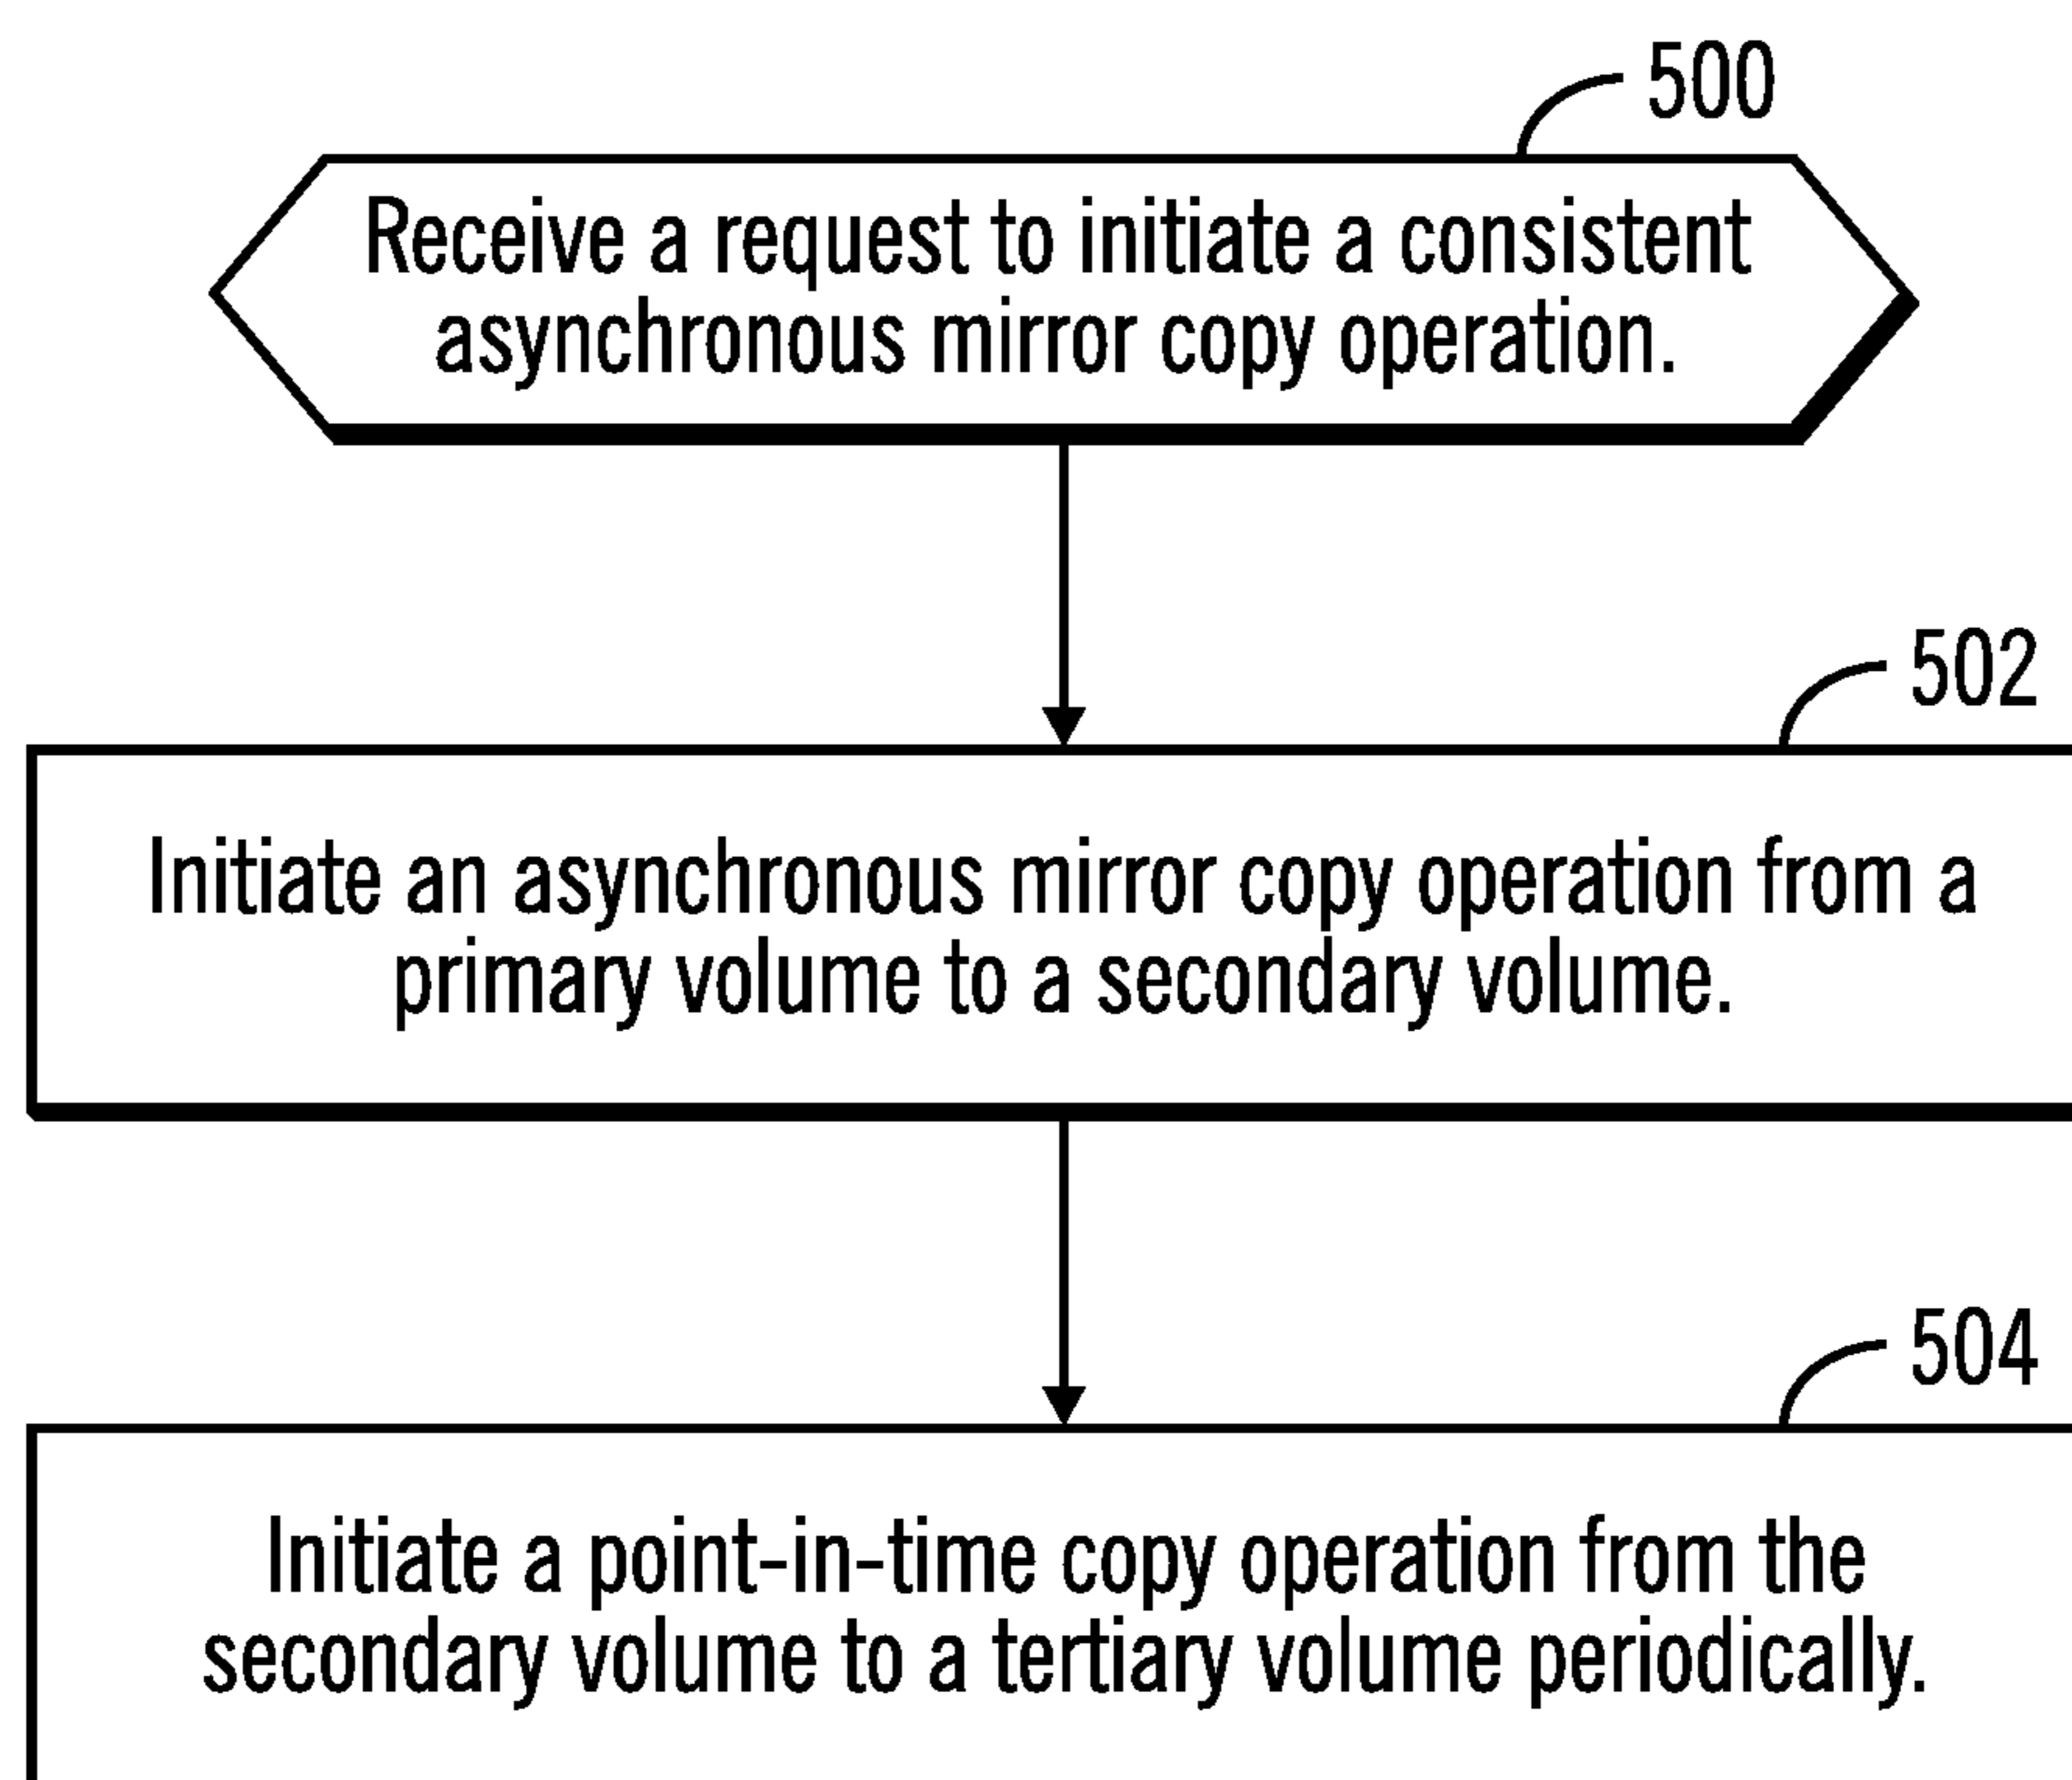 500
Receive a request to initiate a consistent
asynchronous mirror copy operation.
502
Initiate an asynchronous mirror copy operation from a
primary volume to a secondary volume.
504
Initiate a point-in-time copy operation from the
secondary volume to a tertiary volume periodically.